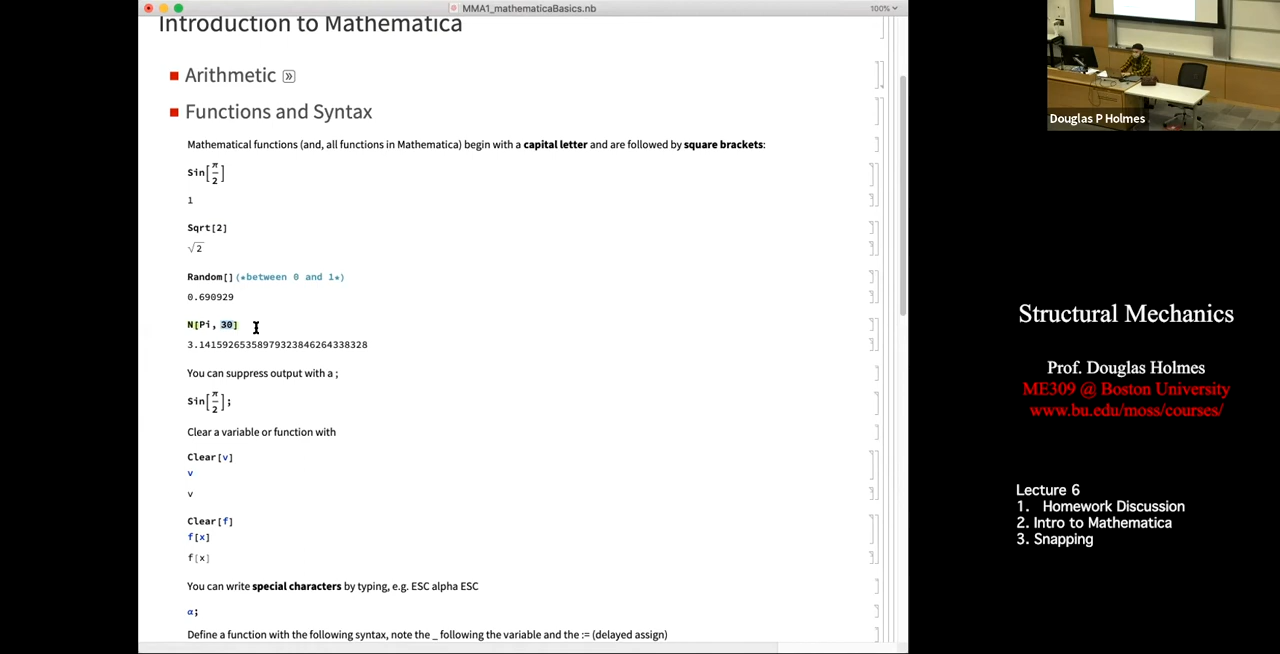 MMA1_mathematicaBasics.nb
100%
Introduction to Mathematica
Arithmetic
Functions and Syntax
Mathematical functions (and, all functions in Mathematica) begin with a capital letter and are followed by square brackets:
Sin[π/2]
1
Sqrt[2]
√2
Random[] (*between 0 and 1*)
0.690929
N[Pi, 30]
3.14159265358979323846264338328
You can suppress output with a ;
Sin[π/2];
Clear a variable or function with
Clear[v]
v
v
Clear[f]
f[x]
f[x]
You can write special characters by typing, e.g. ESC alpha ESC
α;
Define a function with the following syntax, note the _ following the variable and the := (delayed assign)
Douglas P Holmes
Structural Mechanics
Prof. Douglas Holmes
ME309 @ Boston University
www.bu.edu/moss/courses/
Lecture 6
1. Homework Discussion
2. Intro to Mathematica
3. Snapping